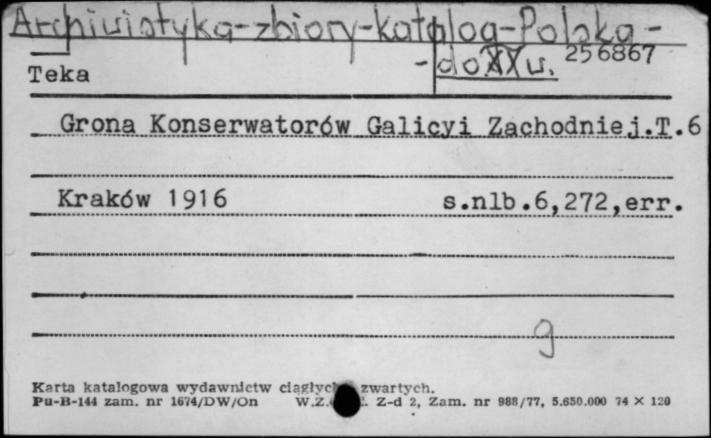 Archiwistyka-zbiory-katalog-Polska-
-do XX w. 256867
Teka
Grona Konserwatorów Galicyi Zachodniej.T.6
Kraków 1916 s.nlb.6,272,err.
g
Karta katalogowa wydawnictw ciągłych zwartych.
Pu-B-144 zam. nr 1674/DW/On W.Z. Z-d 2, Zam. nr 988/77, 5.650.000 74 X 120